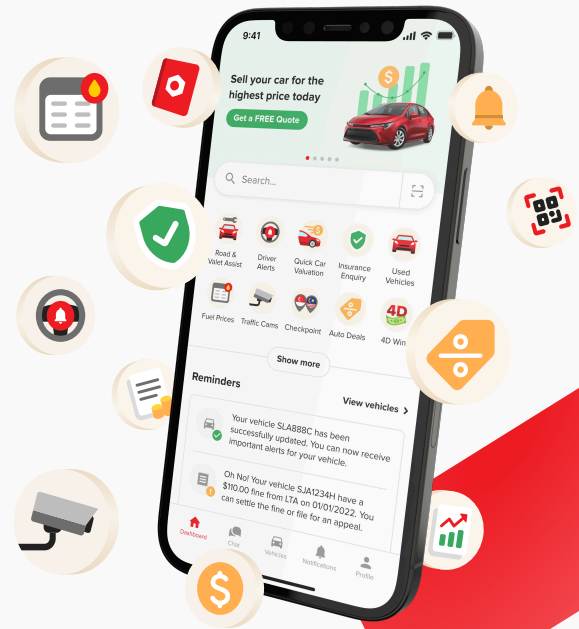 9:41
Sell your car for the
highest price today
Get a FREE Quote
Search...
Road &
Valet Assist
Driver
Alerts
Quick Car
Valuation
Insurance
Enquiry
Used
Vehicles
Fuel Prices
Traffic Cams
Checkpoint
Auto Deals
4D
4D Win
Show more
Reminders
View vehicles
Your vehicle SLA888C has been
successfully updated. You can now receive
important alerts for your vehicle.
Oh No! Your vehicle SJA1234H have a
$110.00 fine from LTA on 01/01/2022. You
can settle the fine or file for an appeal.
Dashboard
Chat
Vehicles
Notifications
Profile
$